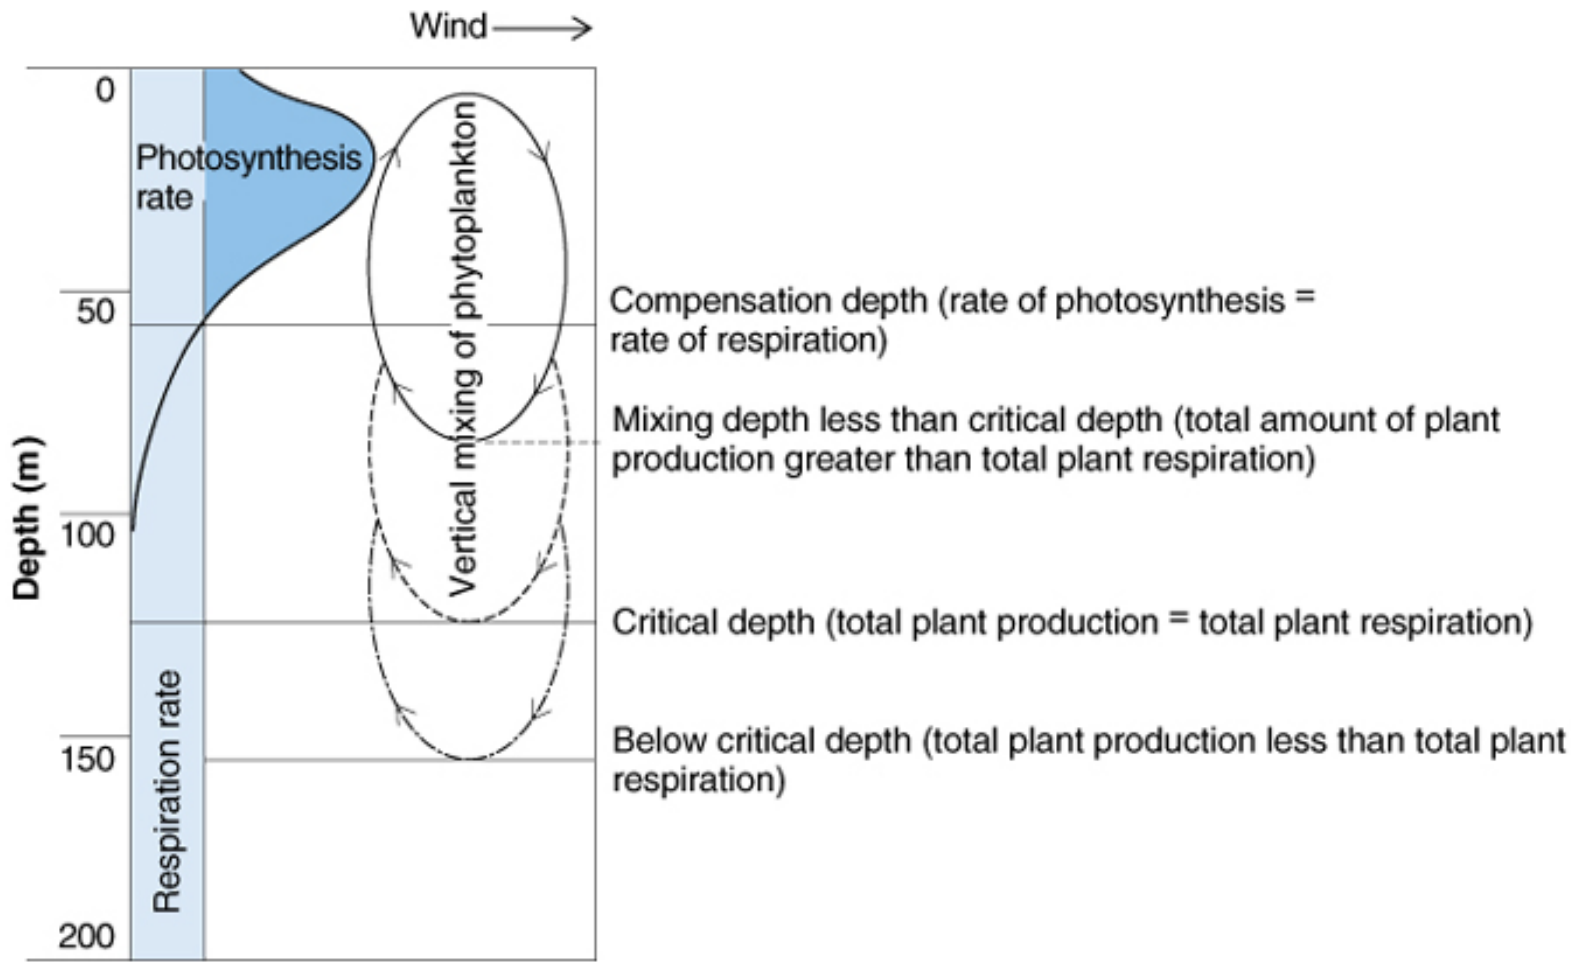 Wind
0
Photosynthesis
rate
50
100
150
200
Depth (m)
Respiration rate
Vertical mixing of phytoplankton
Compensation depth (rate of photosynthesis =
rate of respiration)
Mixing depth less than critical depth (total amount of plant
production greater than total plant respiration)
Critical depth (total plant production = total plant respiration)
Below critical depth (total plant production less than total plant
respiration)